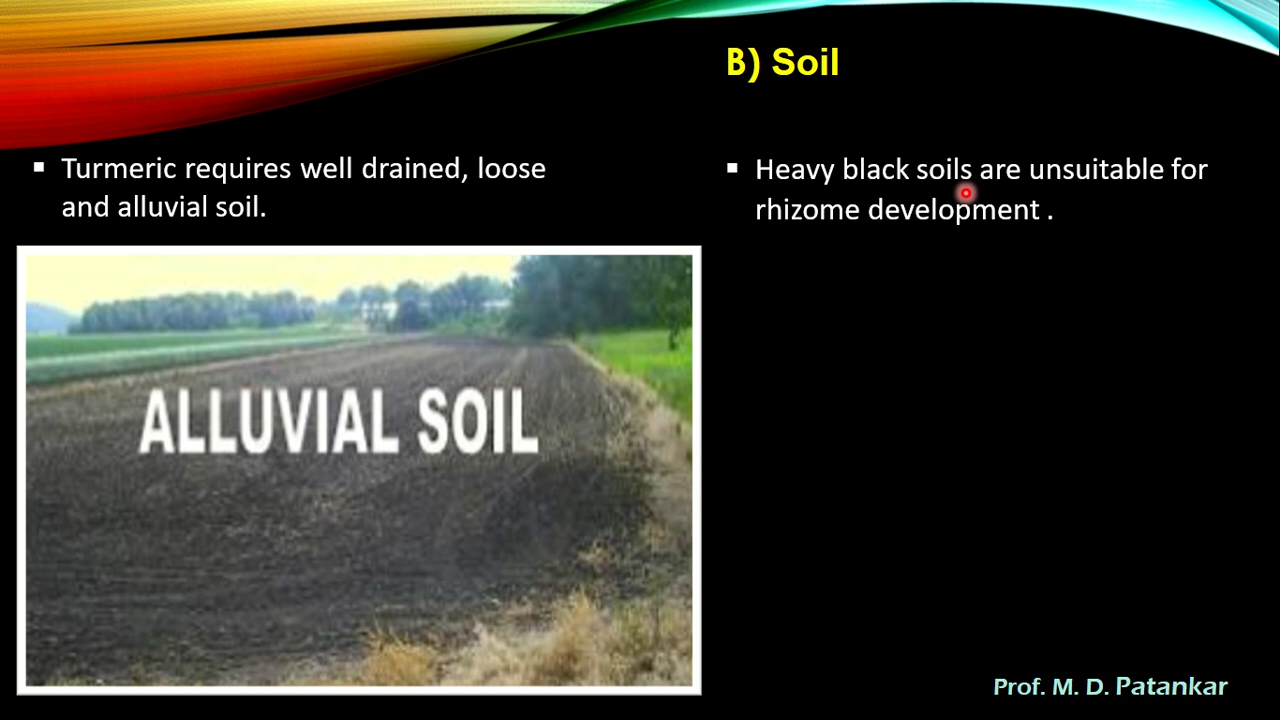 B) Soil
▪ Turmeric requires well drained, loose
and alluvial soil.
▪ Heavy black soils are unsuitable for
rhizome development .
ALLUVIAL SOIL
Prof. M. D. Patankar